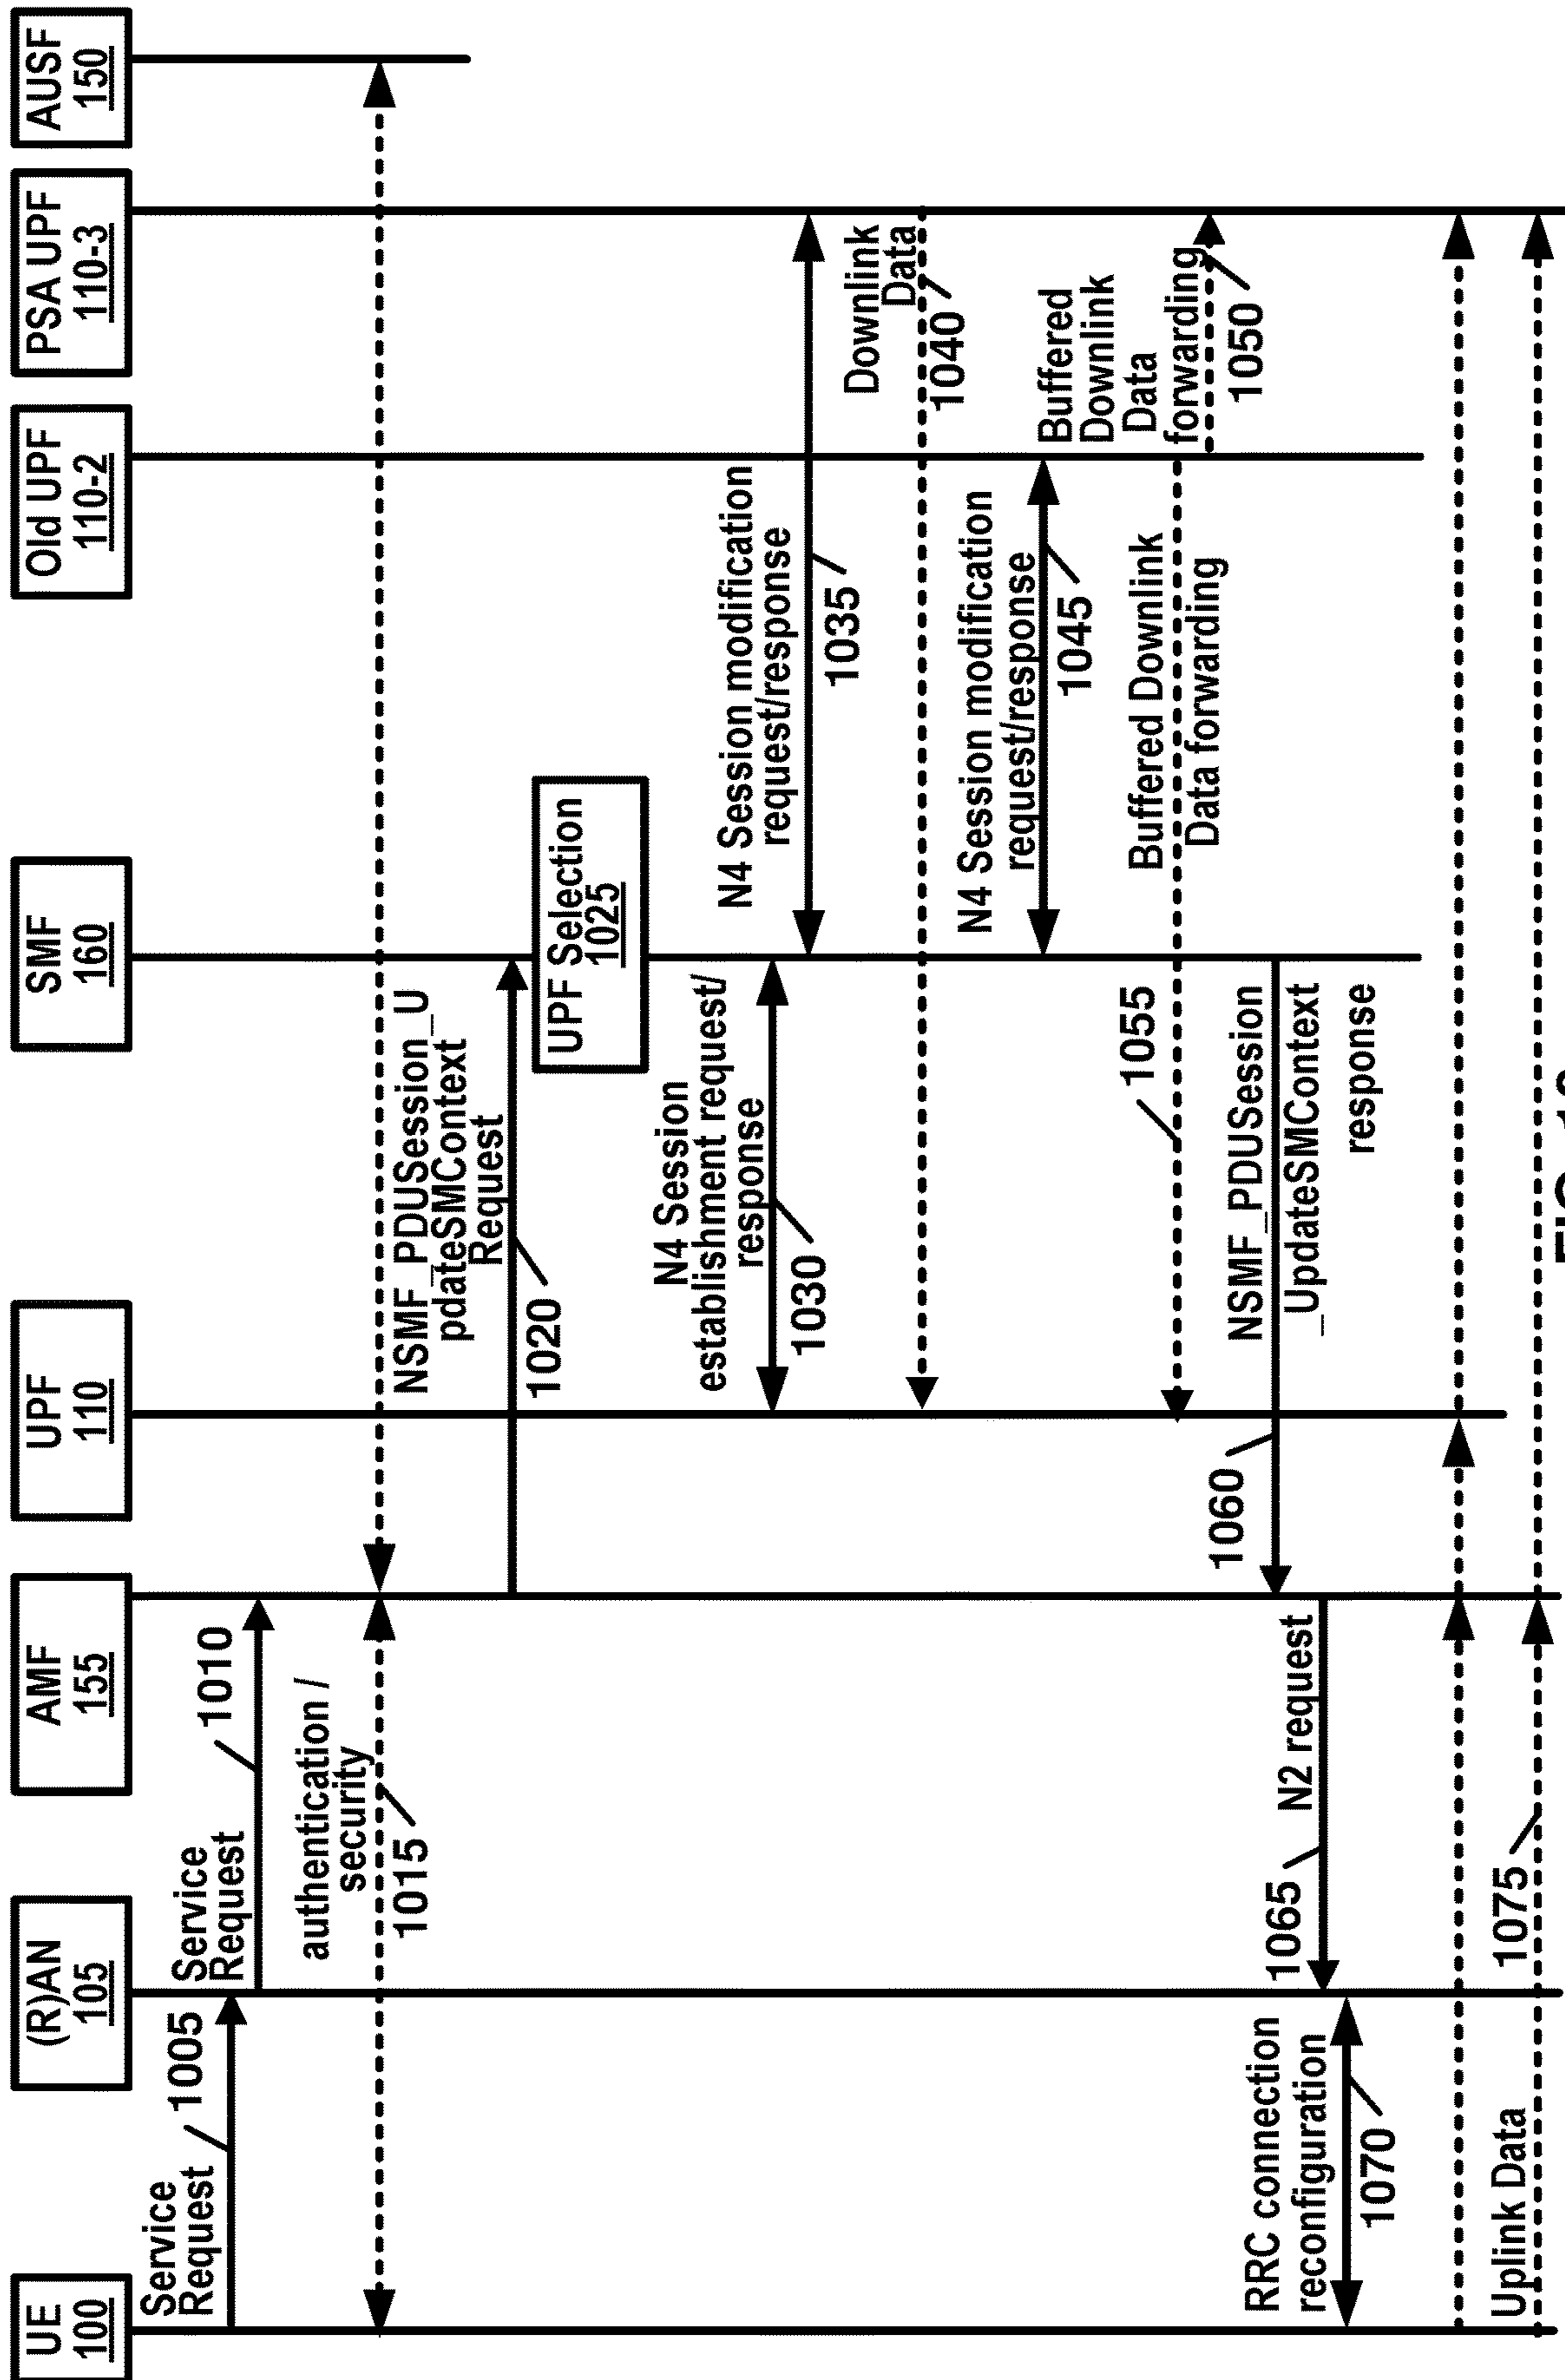 UE
100
(R)AN
105
AMF
155
UPF
110
SMF
160
Old UPF
110-2
PSA UPF
110-3
AUSF
150
Service
Request
1005
Service
Request
1010
authentication /
security
1015
NSMF_PDUSession_U
pdateSMContext
Request
1020
UPF Selection
1025
N4 Session
establishment request/
response
1030
N4 Session modification
request/response
1035
Downlink
Data
1040
N4 Session modification
request/response
1045
Buffered
Downlink
Data
forwarding
1050
Buffered Downlink
Data forwarding
1055
NSMF_PDUSession
_UpdateSMContext
response
1060
N2 request
1065
RRC connection
reconfiguration
1070
Uplink Data
1075